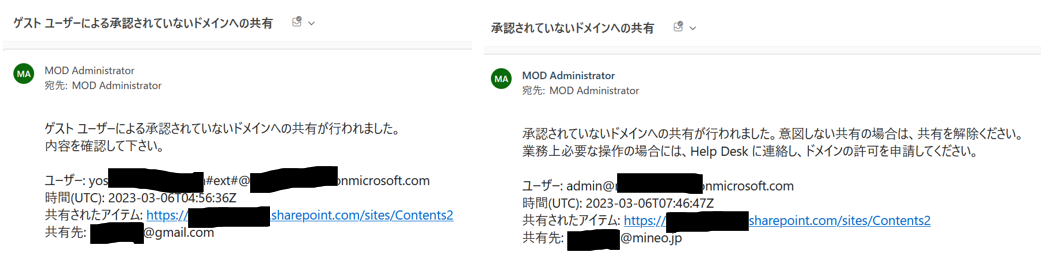 ゲスト ユーザーによる承認されていないドメインへの共有
MA
MOD Administrator
宛先: MOD Administrator
ゲスト ユーザーによる承認されていないドメインへの共有が行われました。
内容を確認して下さい。
ユーザー: yos #ext#@ onmicrosoft.com
時間(UTC): 2023-03-06T04:56:36Z
共有されたアイテム: https:// sharepoint.com/sites/Contents2
共有先: @gmail.com
承認されていないドメインへの共有
MA
MOD Administrator
宛先: MOD Administrator
承認されていないドメインへの共有が行われました。意図しない共有の場合は、共有を解除ください。
業務上必要な操作の場合には、Help Desk に連絡し、ドメインの許可を申請してください。
ユーザー: admin@ onmicrosoft.com
時間(UTC): 2023-03-06T07:46:47Z
共有されたアイテム: https:// sharepoint.com/sites/Contents2
共有先: @mineo.jp